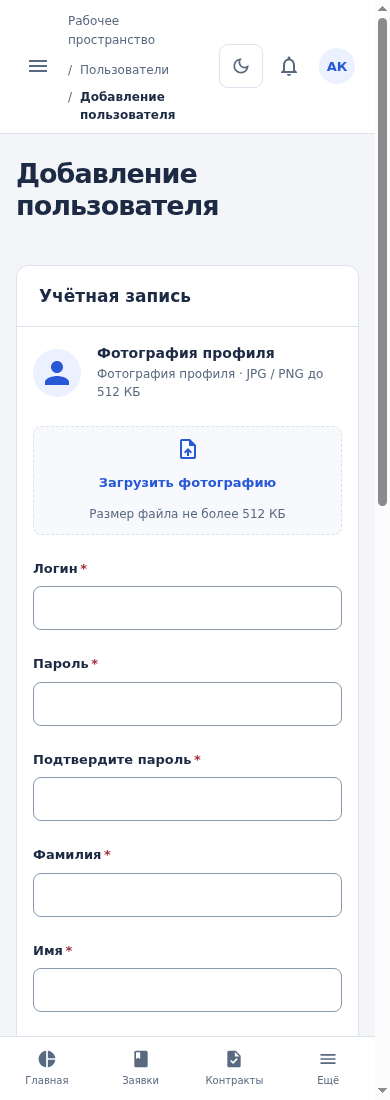 Рабочее
пространство
/ Пользователи
/ Добавление
пользователя
АК
Добавление
пользователя
Учётная запись
Фотография профиля
Фотография профиля · JPG / PNG до
512 КБ
Загрузить фотографию
Размер файла не более 512 КБ
Логин *
Пароль *
Подтвердите пароль *
Фамилия *
Имя *
Главная
Заявки
Контракты
Ещё